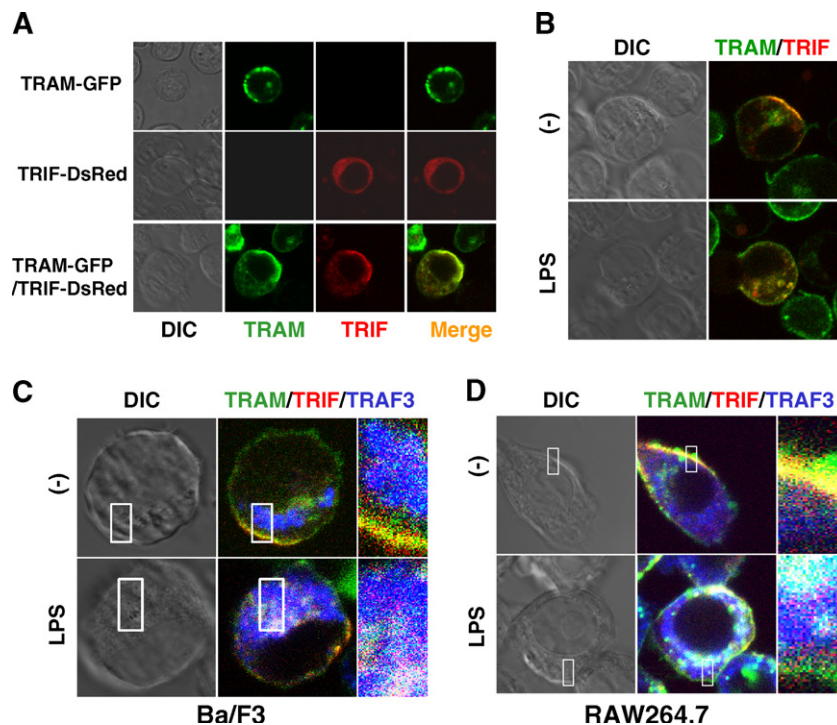 A
TRAM-GFP
TRIF-DsRed
TRAM-GFP
/TRIF-DsRed
DIC TRAM TRIF Merge
B
DIC TRAM/TRIF
(-)
LPS
C
DIC TRAM/TRIF/TRAF3
(-)
LPS
Ba/F3
D
DIC TRAM/TRIF/TRAF3
(-)
LPS
RAW264.7